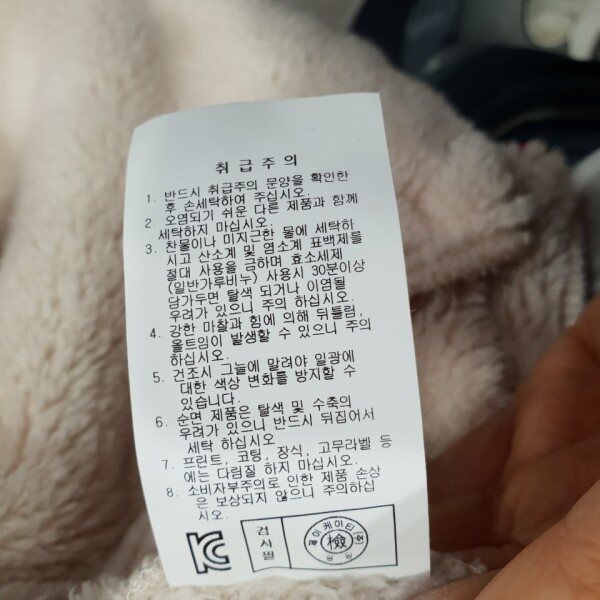 취급주의
1. 반드시 취급주의 문양을 확인한
후 손세탁하여 주십시오.
2. 오염되기 쉬운 다른 제품과 함께
세탁하지 마십시오.
3. 찬물이나 미지근한 물에 세탁하
시고 산소계 및 염소계 표백제를
절대 사용을 금하며 효소세제
(일반가루비누) 사용시 30분이상
담가두면 탈색 되거나 이염될
우려가 있으니 주의 하십시오.
4. 강한 마찰과 힘에 의해 뒤틀림,
올트임이 발생할 수 있으니 주의
하십시오.
5. 건조시 그늘에 말려야 일광에
대한 색상 변화를 방지할 수
있습니다.
6. 순면 제품은 탈색 및 수축의
우려가 있으니 반드시 뒤집어서
세탁 하십시오
7. 프린트, 코팅, 장식, 고무라벨 등
에는 다림질 하지 마십시오.
8. 소비자부주의로 인한 제품 손상
은 보상되지 않으니 주의하십
시오.
KC
검사필
제이케이티(주)
檢